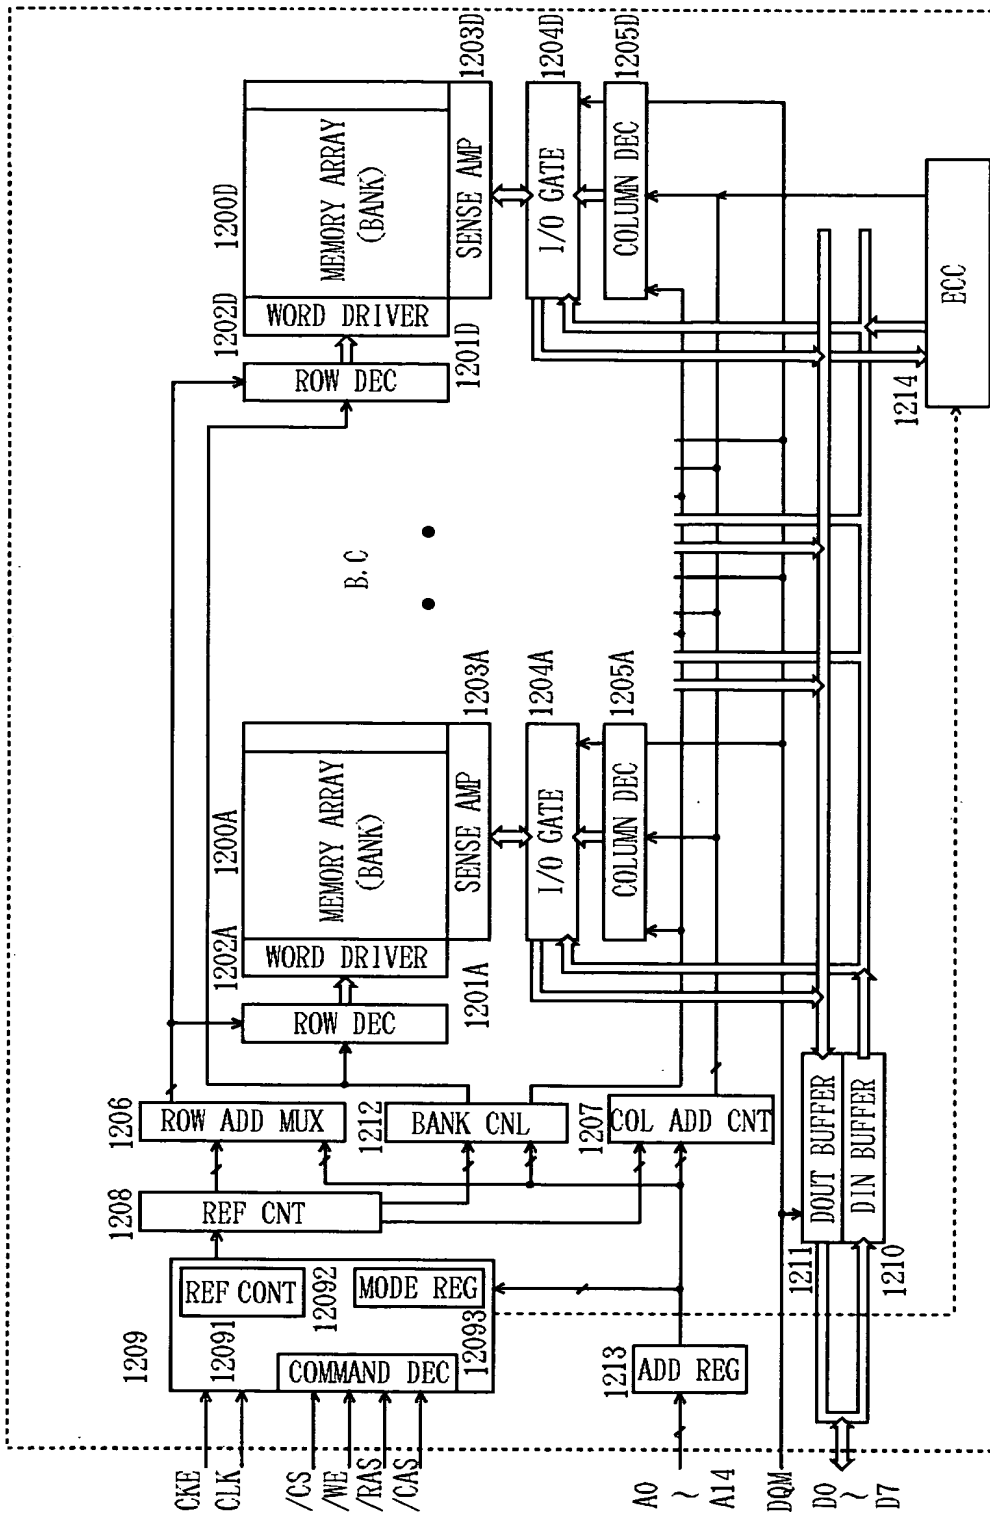 CKE
CLK
/CS
/WE
/RAS
/CAS
A0
~
A14
DQM
D0
~
D7
1209
REF CONT
12091
12092
MODE REG
12093
COMMAND DEC
1213
ADD REG
1208
REF CNT
1206
ROW ADD MUX
1212
BANK CNL
1207
COL ADD CNT
1211
DOUT BUFFER
DIN BUFFER
1210
1202A
1200A
WORD DRIVER
MEMORY ARRAY
(BANK)
SENSE AMP
1203A
ROW DEC
1201A
I/O GATE
1204A
COLUMN DEC
1205A
B.C
1202D
1200D
WORD DRIVER
MEMORY ARRAY
(BANK)
SENSE AMP
1203D
ROW DEC
1201D
I/O GATE
1204D
COLUMN DEC
1205D
1214
ECC